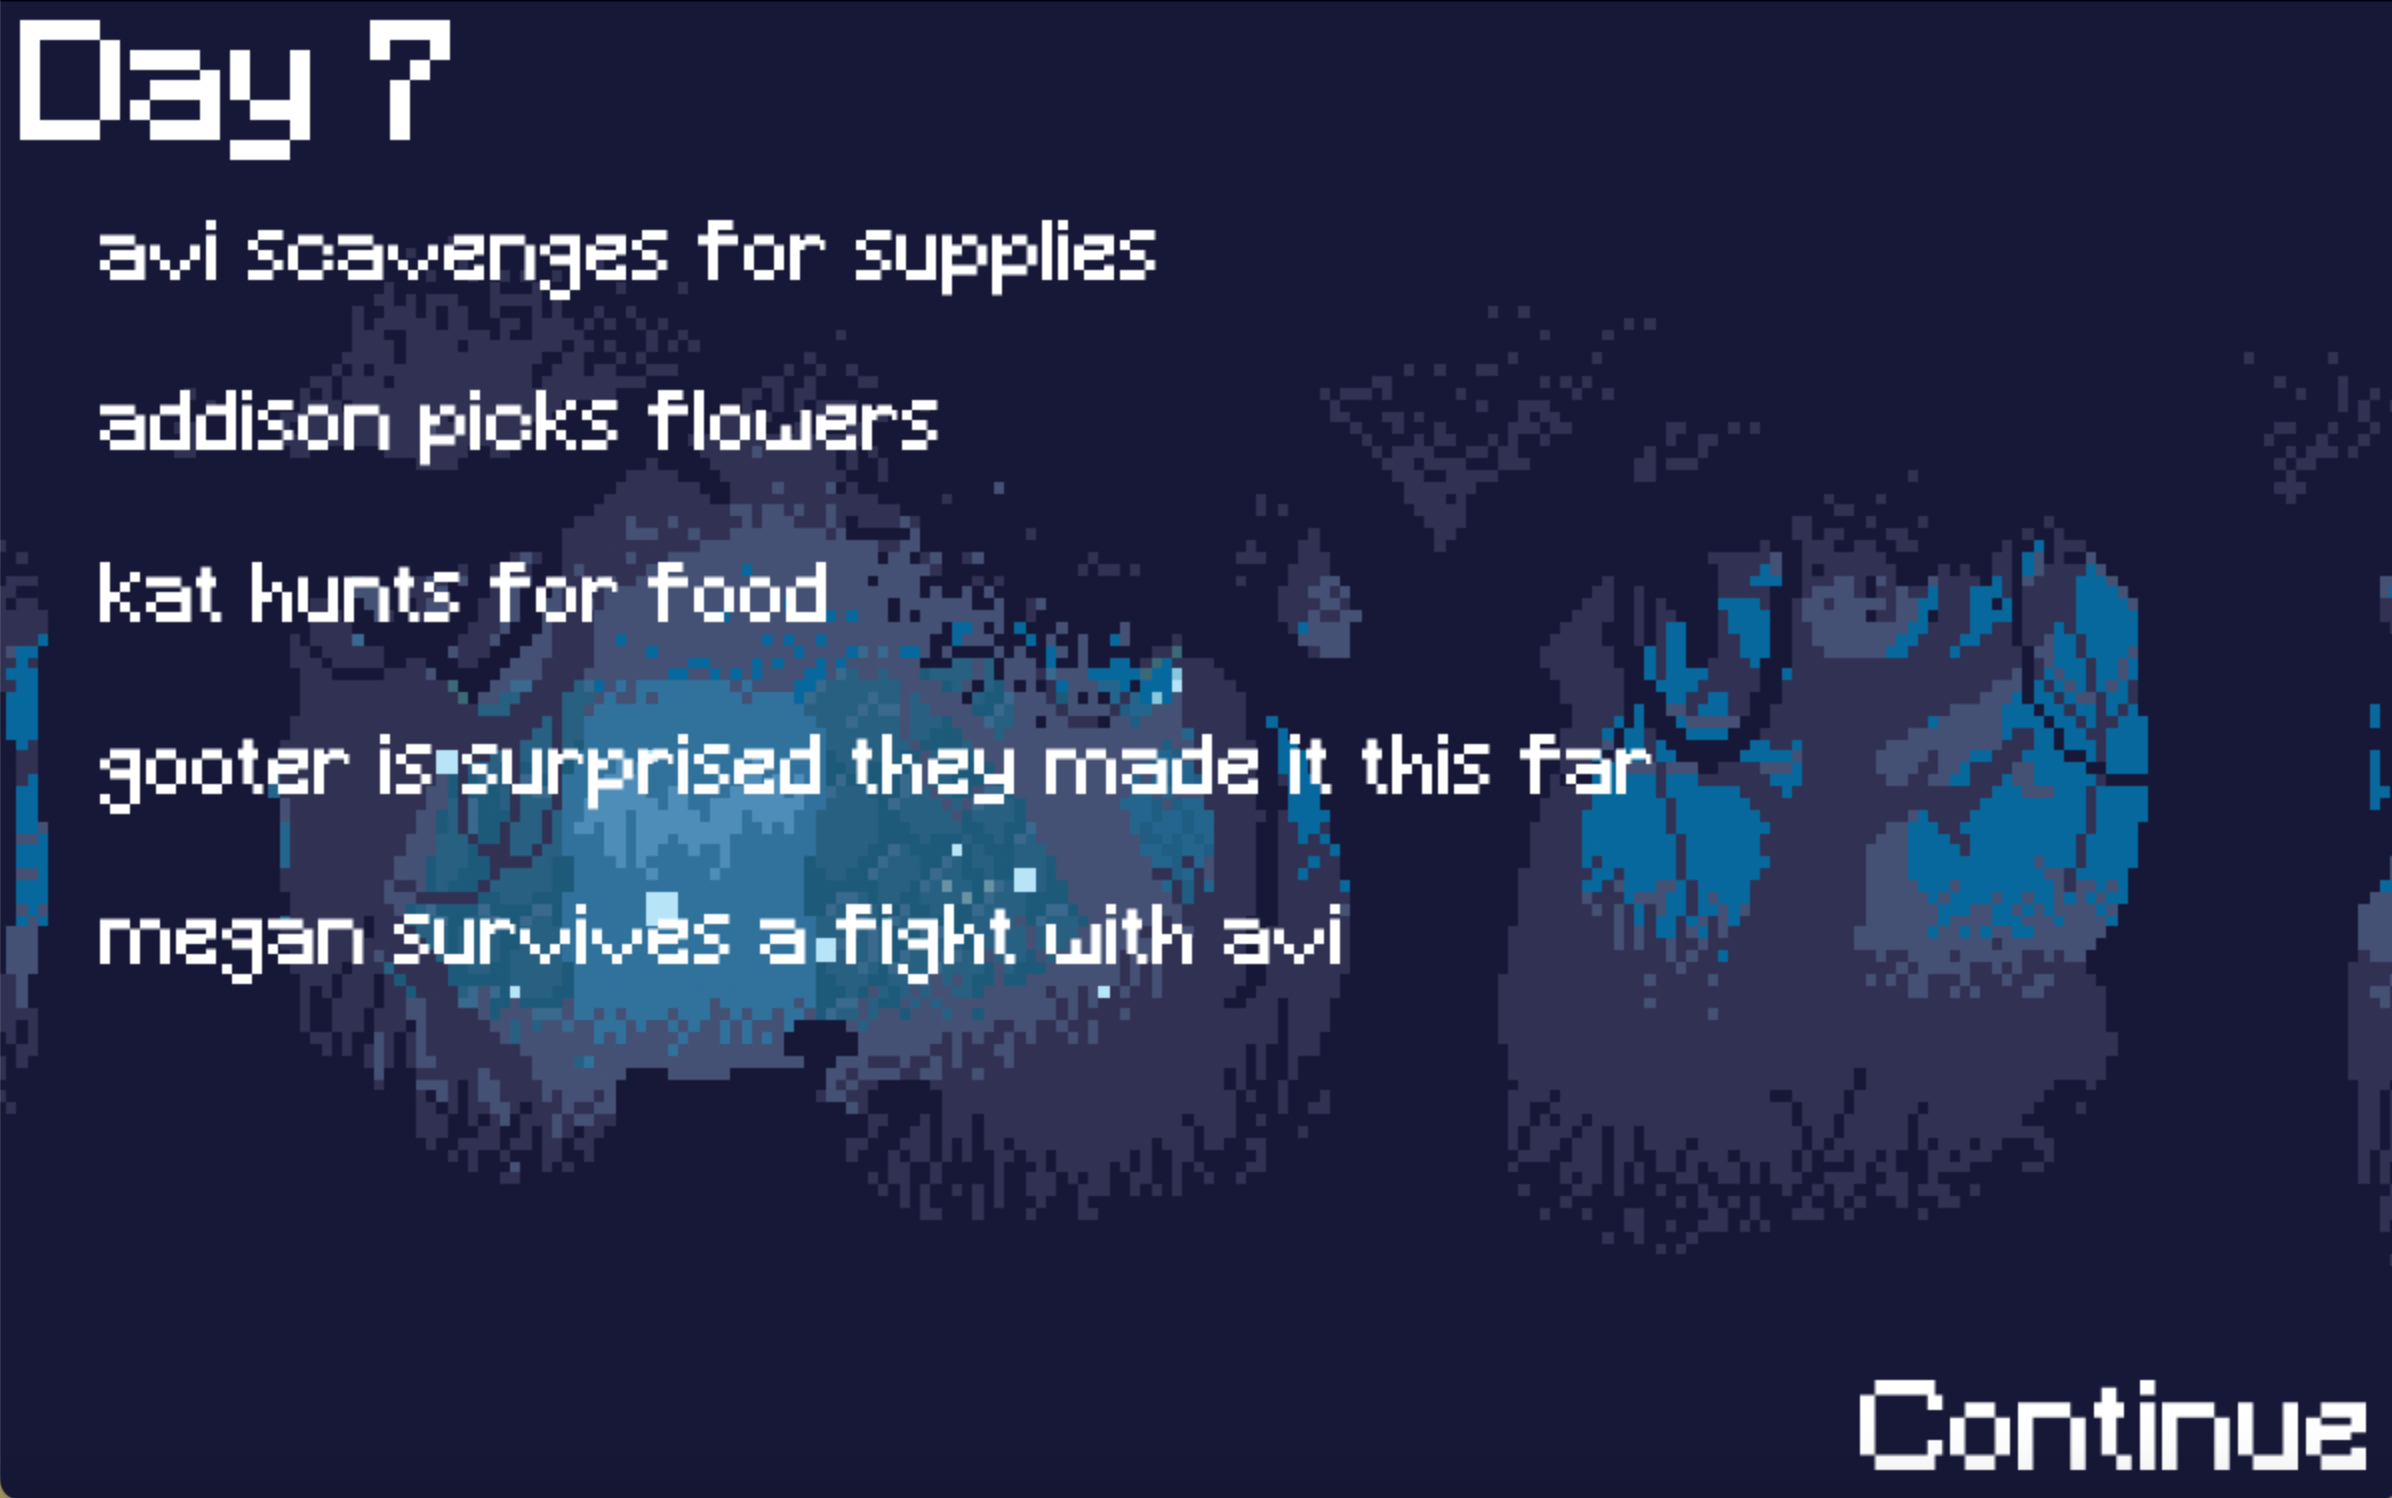 Day 7
avi scavenges for supplies
addison picks flowers
kat hunts for food
gooter is surprised they made it this far
megan survives a fight with avi
Continue